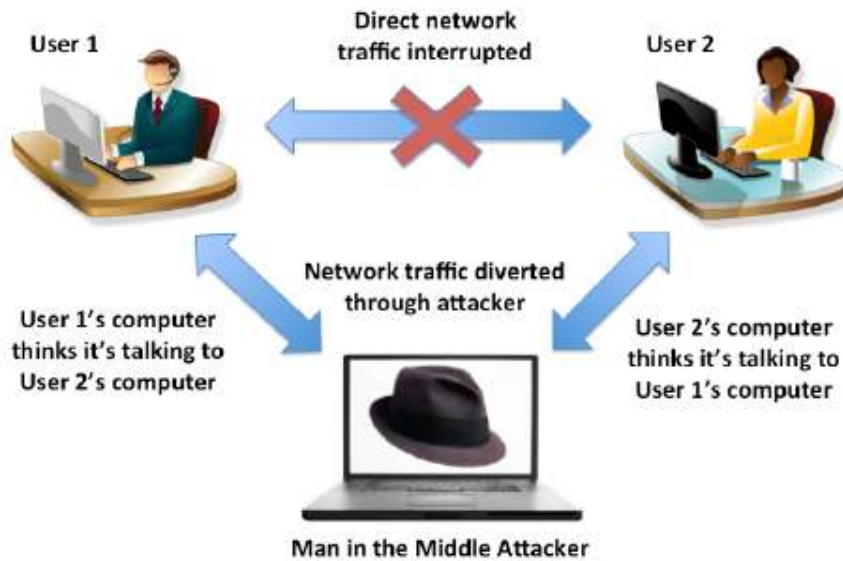 User 1
Direct network
traffic interrupted
User 2
Network traffic diverted
through attacker
User 1's computer
thinks it's talking to
User 2's computer
User 2's computer
thinks it's talking to
User 1's computer
Man in the Middle Attacker